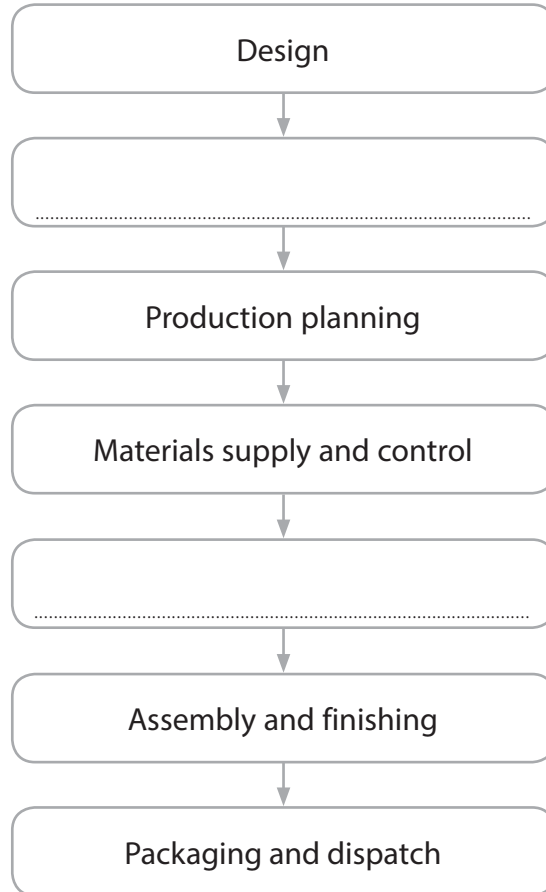 Design
Production planning
Materials supply and control
Assembly and finishing
Packaging and dispatch